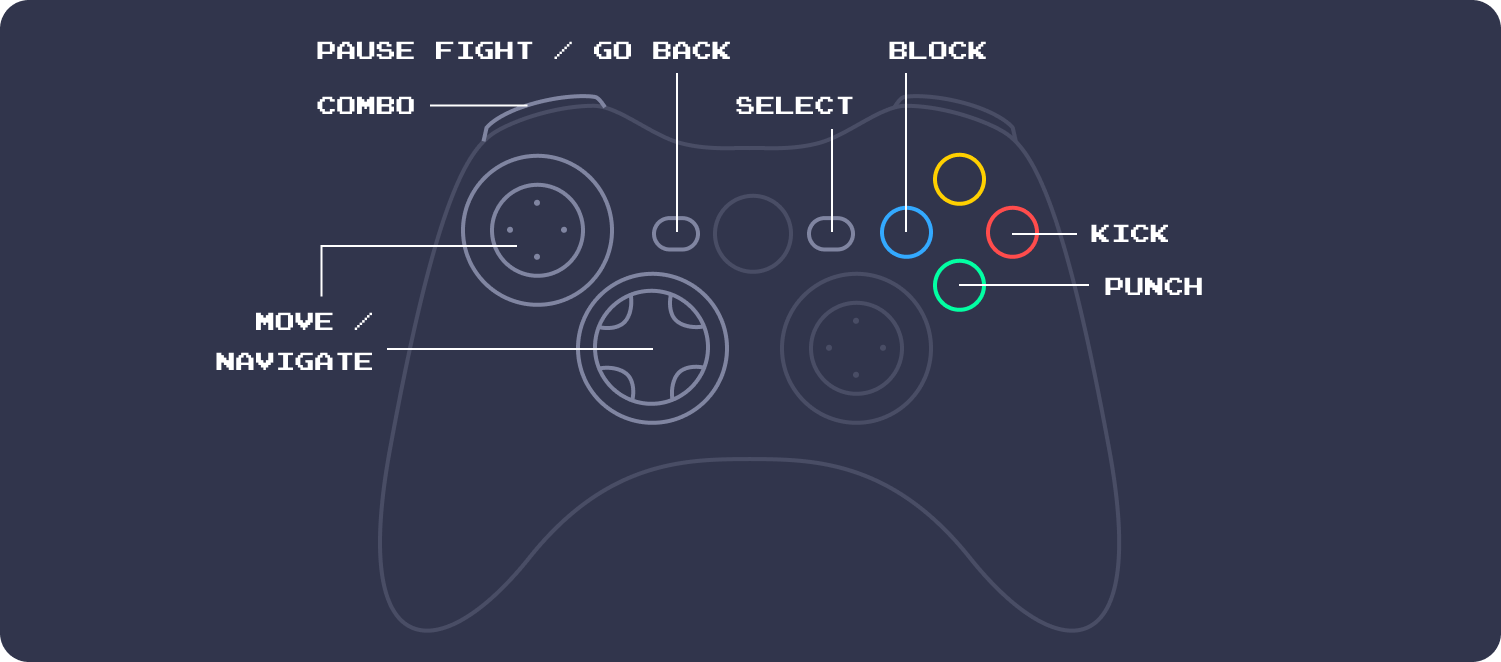 PAUSE FIGHT / GO BACK
BLOCK
COMBO
SELECT
KICK
PUNCH
MOVE /
NAVIGATE